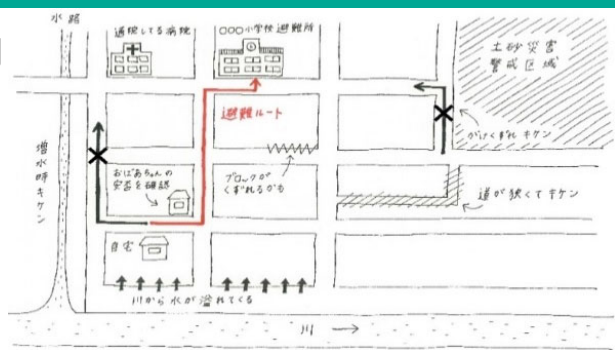 水路
通院してる病院
〇〇〇小学校 避難所
土砂災害
警戒区域
避難ルート
がけくずれキケン
おばあちゃんの
安否を確認
ブロックが
くずれるかも
道が狭くてキケン
増水時キケン
自宅
川から水が溢れてくる
川 →